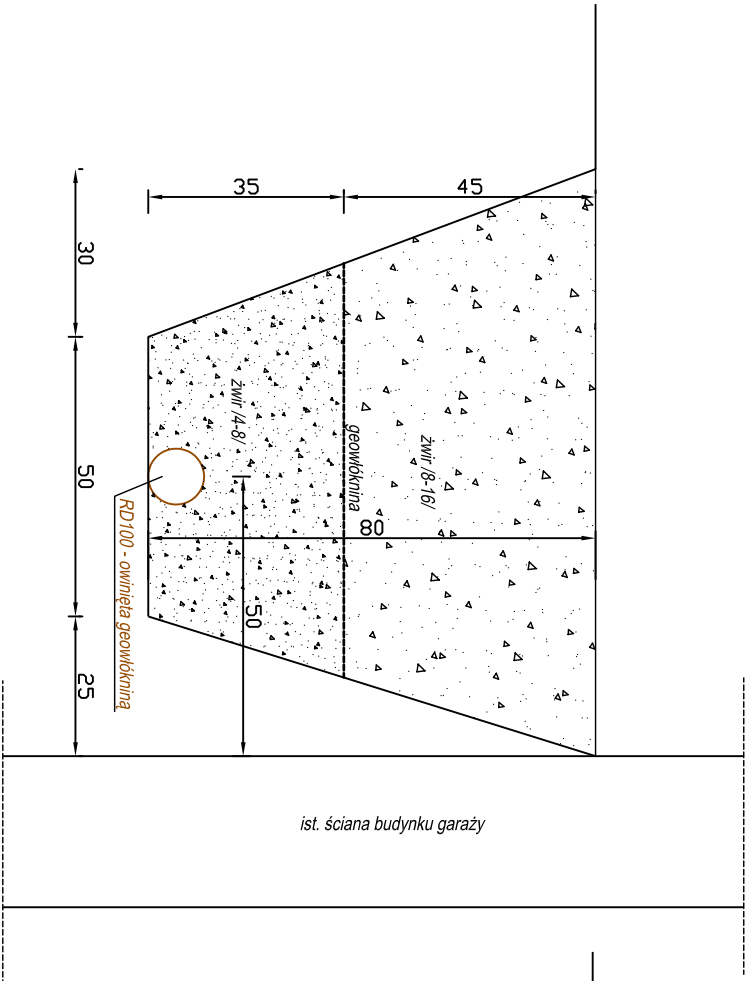 35
45
30
50
25
żwir /4-8/
geowłóknina
żwir /8-16/
80
50
RD100 - owinięta geowłókniną
ist. ściana budynku garaży